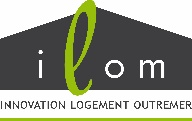 ilom
INNOVATION LOGEMENT OUTREMER